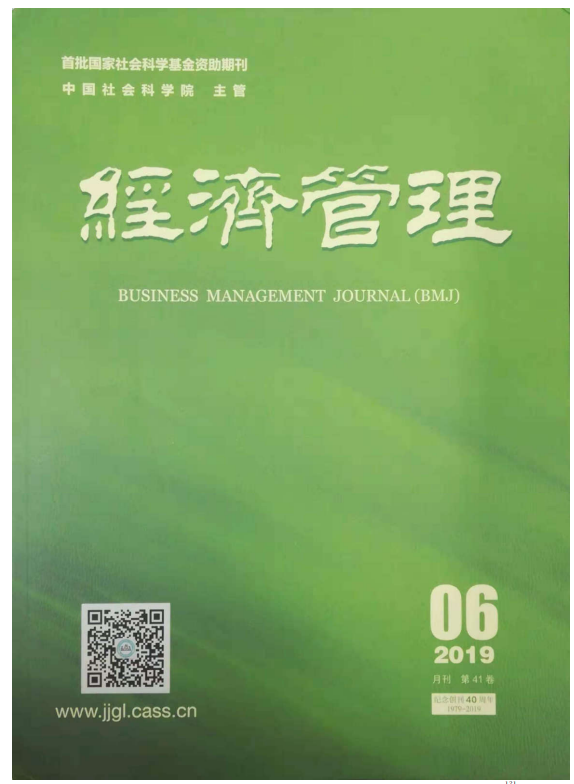 首批国家社会科学基金资助期刊
中国社会科学院 主管
經濟管理
BUSINESS MANAGEMENT JOURNAL (BMJ)
06
2019
月刊 第41卷
纪念创刊40周年
1979-2019
www.jjgl.cass.cn